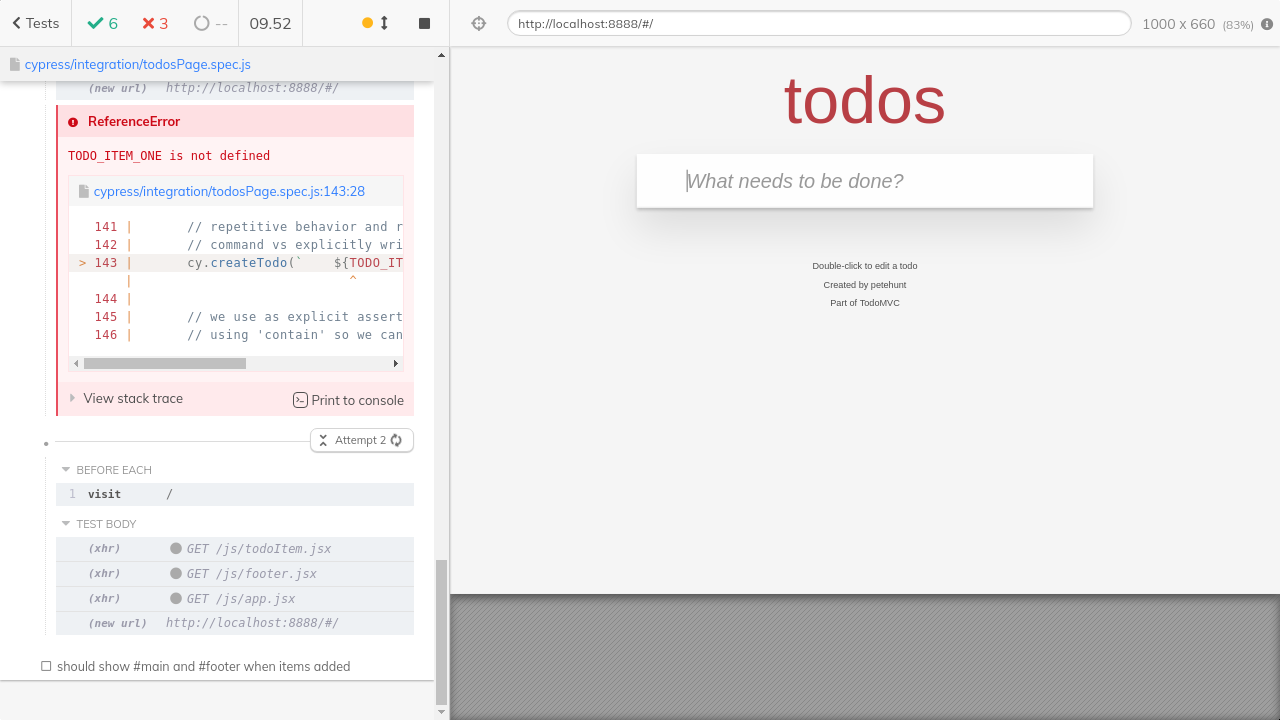 Tests
6
3
--
09.52
http://localhost:8888/#/
1000 x 660 (83%)
cypress/integration/todosPage.spec.js
(new url) http://localhost:8888/#/
ReferenceError
TODO_ITEM_ONE is not defined
cypress/integration/todosPage.spec.js:143:28
141 | // repetitive behavior and r
142 | // command vs explicitly wri
> 143 | cy.createTodo(` ${TODO_IT
| ^
144 |
145 | // we use as explicit assert
146 | // using 'contain' so we can
View stack trace
Print to console
Attempt 2
BEFORE EACH
1 visit /
TEST BODY
(xhr) GET /js/todoItem.jsx
(xhr) GET /js/footer.jsx
(xhr) GET /js/app.jsx
(new url) http://localhost:8888/#/
should show #main and #footer when items added
todos
What needs to be done?
Double-click to edit a todo
Created by petehunt
Part of TodoMVC